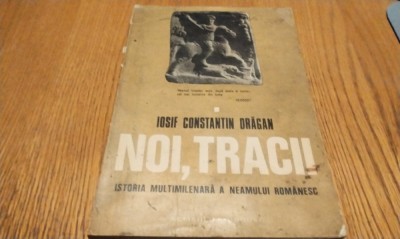 IOSIF CONSTANTIN DRĂGAN
NOI, TRACII
ISTORIA MULTIMILENARĂ A NEAMULUI ROMÂNESC